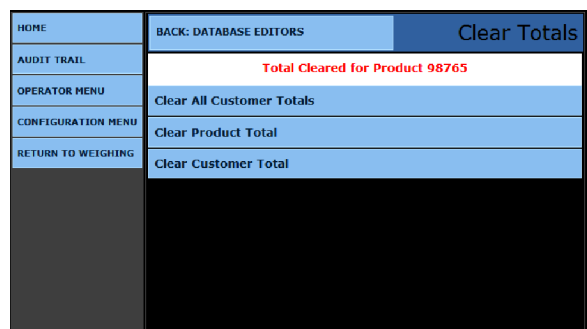 HOME
AUDIT TRAIL
OPERATOR MENU
CONFIGURATION MENU
RETURN TO WEIGHING
BACK: DATABASE EDITORS
Clear Totals
Total Cleared for Product 98765
Clear All Customer Totals
Clear Product Total
Clear Customer Total